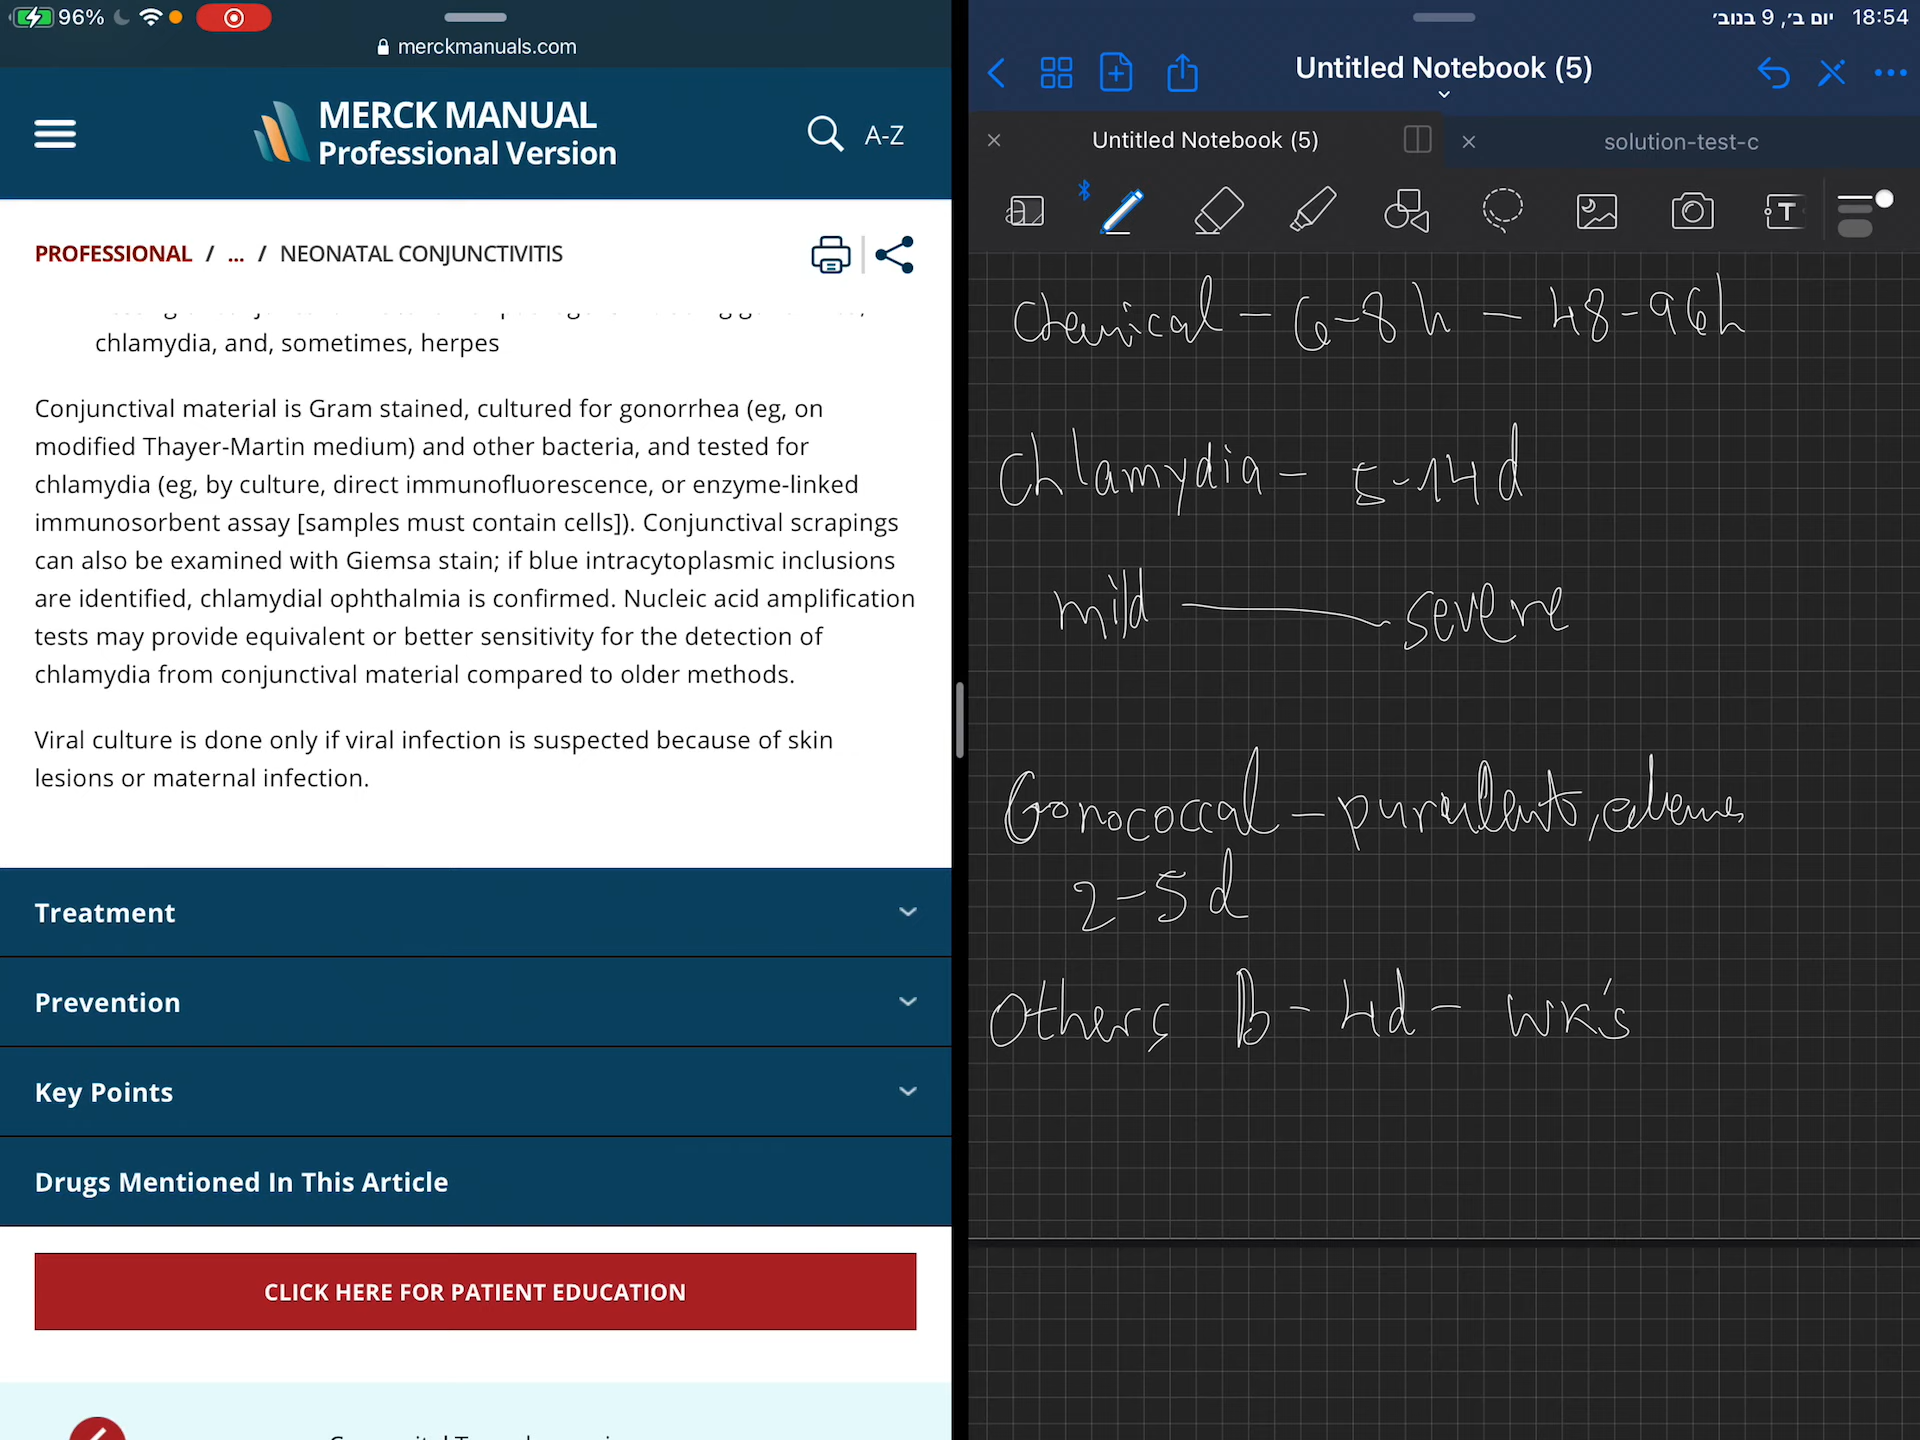 96%
merckmanuals.com
MERCK MANUAL
Professional Version
A-Z
PROFESSIONAL / ... / NEONATAL CONJUNCTIVITIS
chlamydia, and, sometimes, herpes
Conjunctival material is Gram stained, cultured for gonorrhea (eg, on
modified Thayer-Martin medium) and other bacteria, and tested for
chlamydia (eg, by culture, direct immunofluorescence, or enzyme-linked
immunosorbent assay [samples must contain cells]). Conjunctival scrapings
can also be examined with Giemsa stain; if blue intracytoplasmic inclusions
are identified, chlamydial ophthalmia is confirmed. Nucleic acid amplification
tests may provide equivalent or better sensitivity for the detection of
chlamydia from conjunctival material compared to older methods.
Viral culture is done only if viral infection is suspected because of skin
lesions or maternal infection.
Treatment
Prevention
Key Points
Drugs Mentioned In This Article
CLICK HERE FOR PATIENT EDUCATION
18:54 יום ב׳, 9 בנוב׳
Untitled Notebook (5)
Untitled Notebook (5)
solution-test-c
Chemical - 6-8 h - 48-96h
Chlamydia - 5-14 d
mild — severe
Gonococcal - purulent,
2-5 d
Others B - 4d - wk's